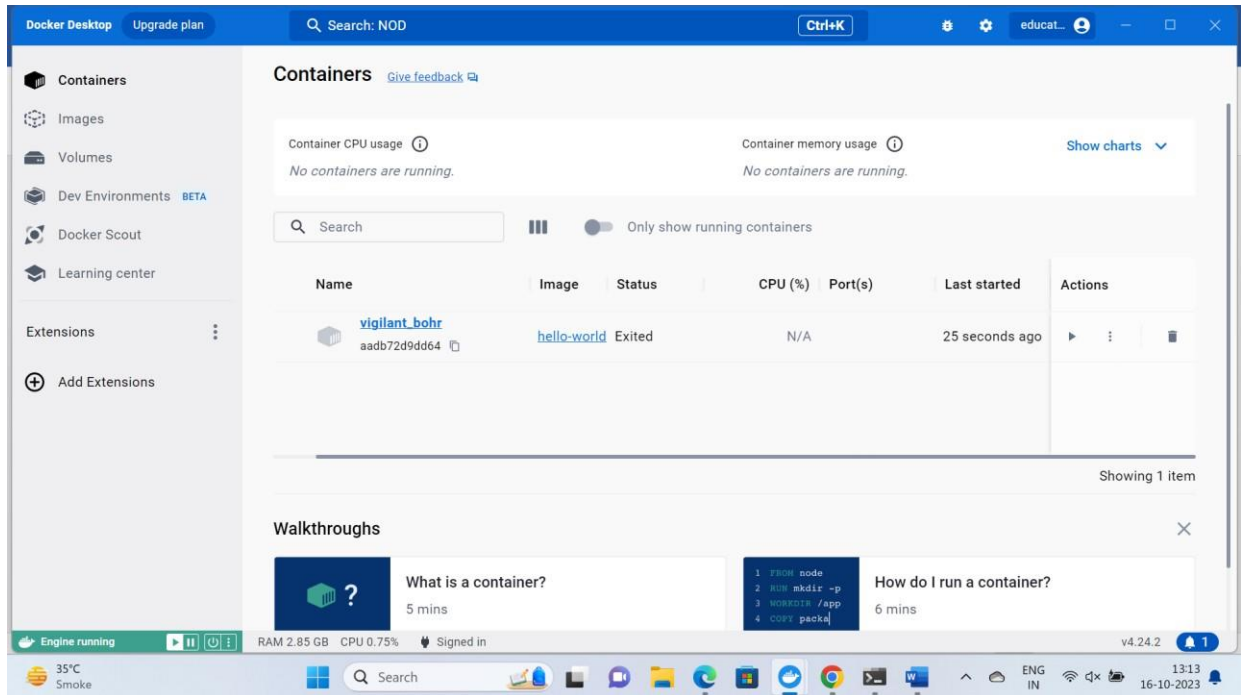 Docker Desktop Upgrade plan Search: NOD Ctrl+K educat...
Containers
Images
Volumes
Dev Environments BETA
Docker Scout
Learning center
Extensions
Add Extensions
Containers Give feedback
Container CPU usage Container memory usage Show charts
No containers are running. No containers are running.
Search Only show running containers
Name Image Status CPU (%) Port(s) Last started Actions
vigilant_bohr
aadb72d9dd64 hello-world Exited N/A 25 seconds ago
Showing 1 item
Walkthroughs
?
What is a container?
5 mins
1 FROM node
2 RUN mkdir -p
3 WORKDIR /app
4 COPY packa
How do I run a container?
6 mins
Engine running RAM 2.85 GB CPU 0.75% Signed in v4.24.2 1
35°C
Smoke
Search
ENG
IN
13:13
16-10-2023